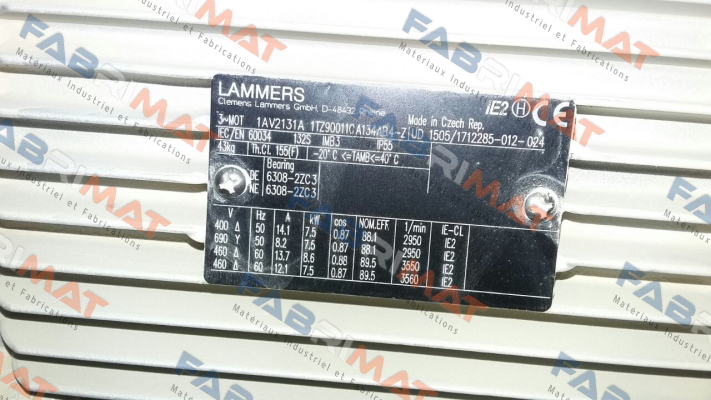 LAMMERS
Clemens Lammers GmbH, D-48432 Rheine
IE2 H CE
Made in Czech Rep.
3~MOT 1AV2131A 1TZ90011CA134AB4-Z UD 1505/1712285-012-024
IEC/EN 60034 132S IMB3 IP55
43kg Th.CL 155(F) -20°C <=TAMB<=40°C
Bearing
DE 6308-2ZC3
NE 6308-2ZC3
V Hz A kW cos NOM.EFF 1/min IE-CL
400 Δ 50 14.1 7.5 0.87 88.1 2950 IE2
690 Y 50 8.2 7.5 0.87 88.1 2950 IE2
460 Δ 60 13.7 8.6 0.88 89.5 3550 IE2
460 Δ 60 12.1 7.5 0.87 89.5 3560 IE2
FABRIMAT
Matériaux Industriel et Fabrications